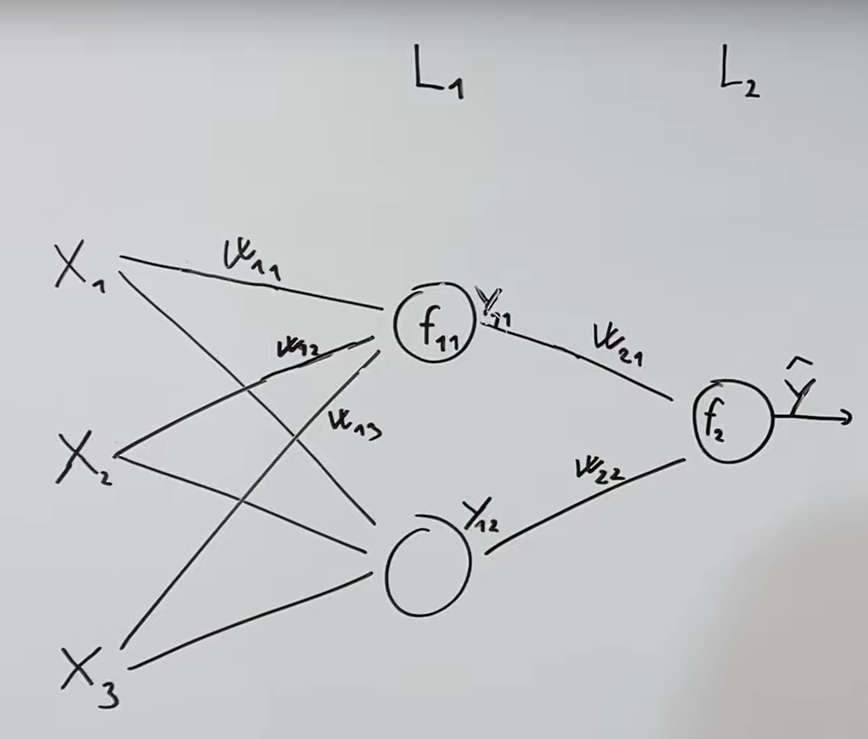 L₁ L₂
X₁ W₁₁
f₁₁ Y₁₁ W₂₁
W₁₂
f₂ Ŷ
W₁₃
X₂
W₂₂
Y₁₂
X₃